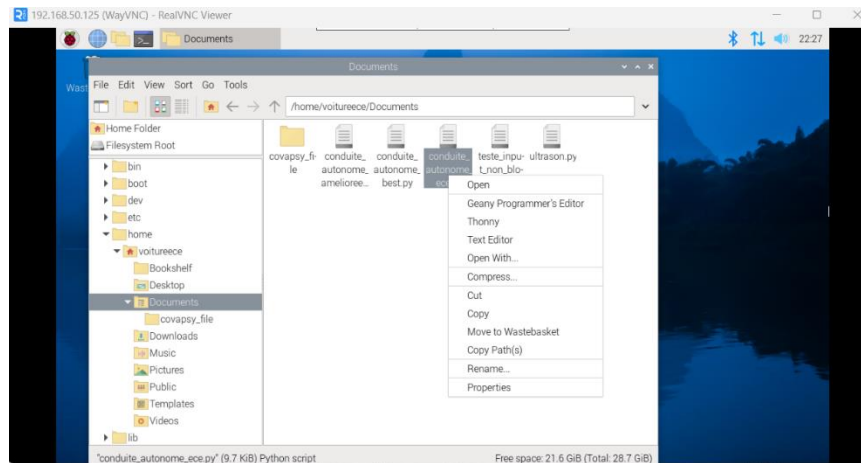 192.168.50.125 (WayVNC) - RealVNC Viewer
Documents
22:27
Wast
Documents
File Edit View Sort Go Tools
/home/voitureece/Documents
Home Folder
Filesystem Root
bin
boot
dev
etc
home
voitureece
Bookshelf
Desktop
Documents
covapsy_file
Downloads
Music
Pictures
Public
Templates
Videos
lib
covapsy_fi- conduite_ conduite_ conduite_ teste_inpu- ultrason.py
le autonome_ autonome_ autonome_ t_non_blo-
amelioree... best.py
Open
Geany Programmer's Editor
Thonny
Text Editor
Open With...
Compress...
Cut
Copy
Move to Wastebasket
Copy Path(s)
Rename...
Properties
"conduite_autonome_ece.py" (9.7 KiB) Python script
Free space: 21.6 GiB (Total: 28.7 GiB)